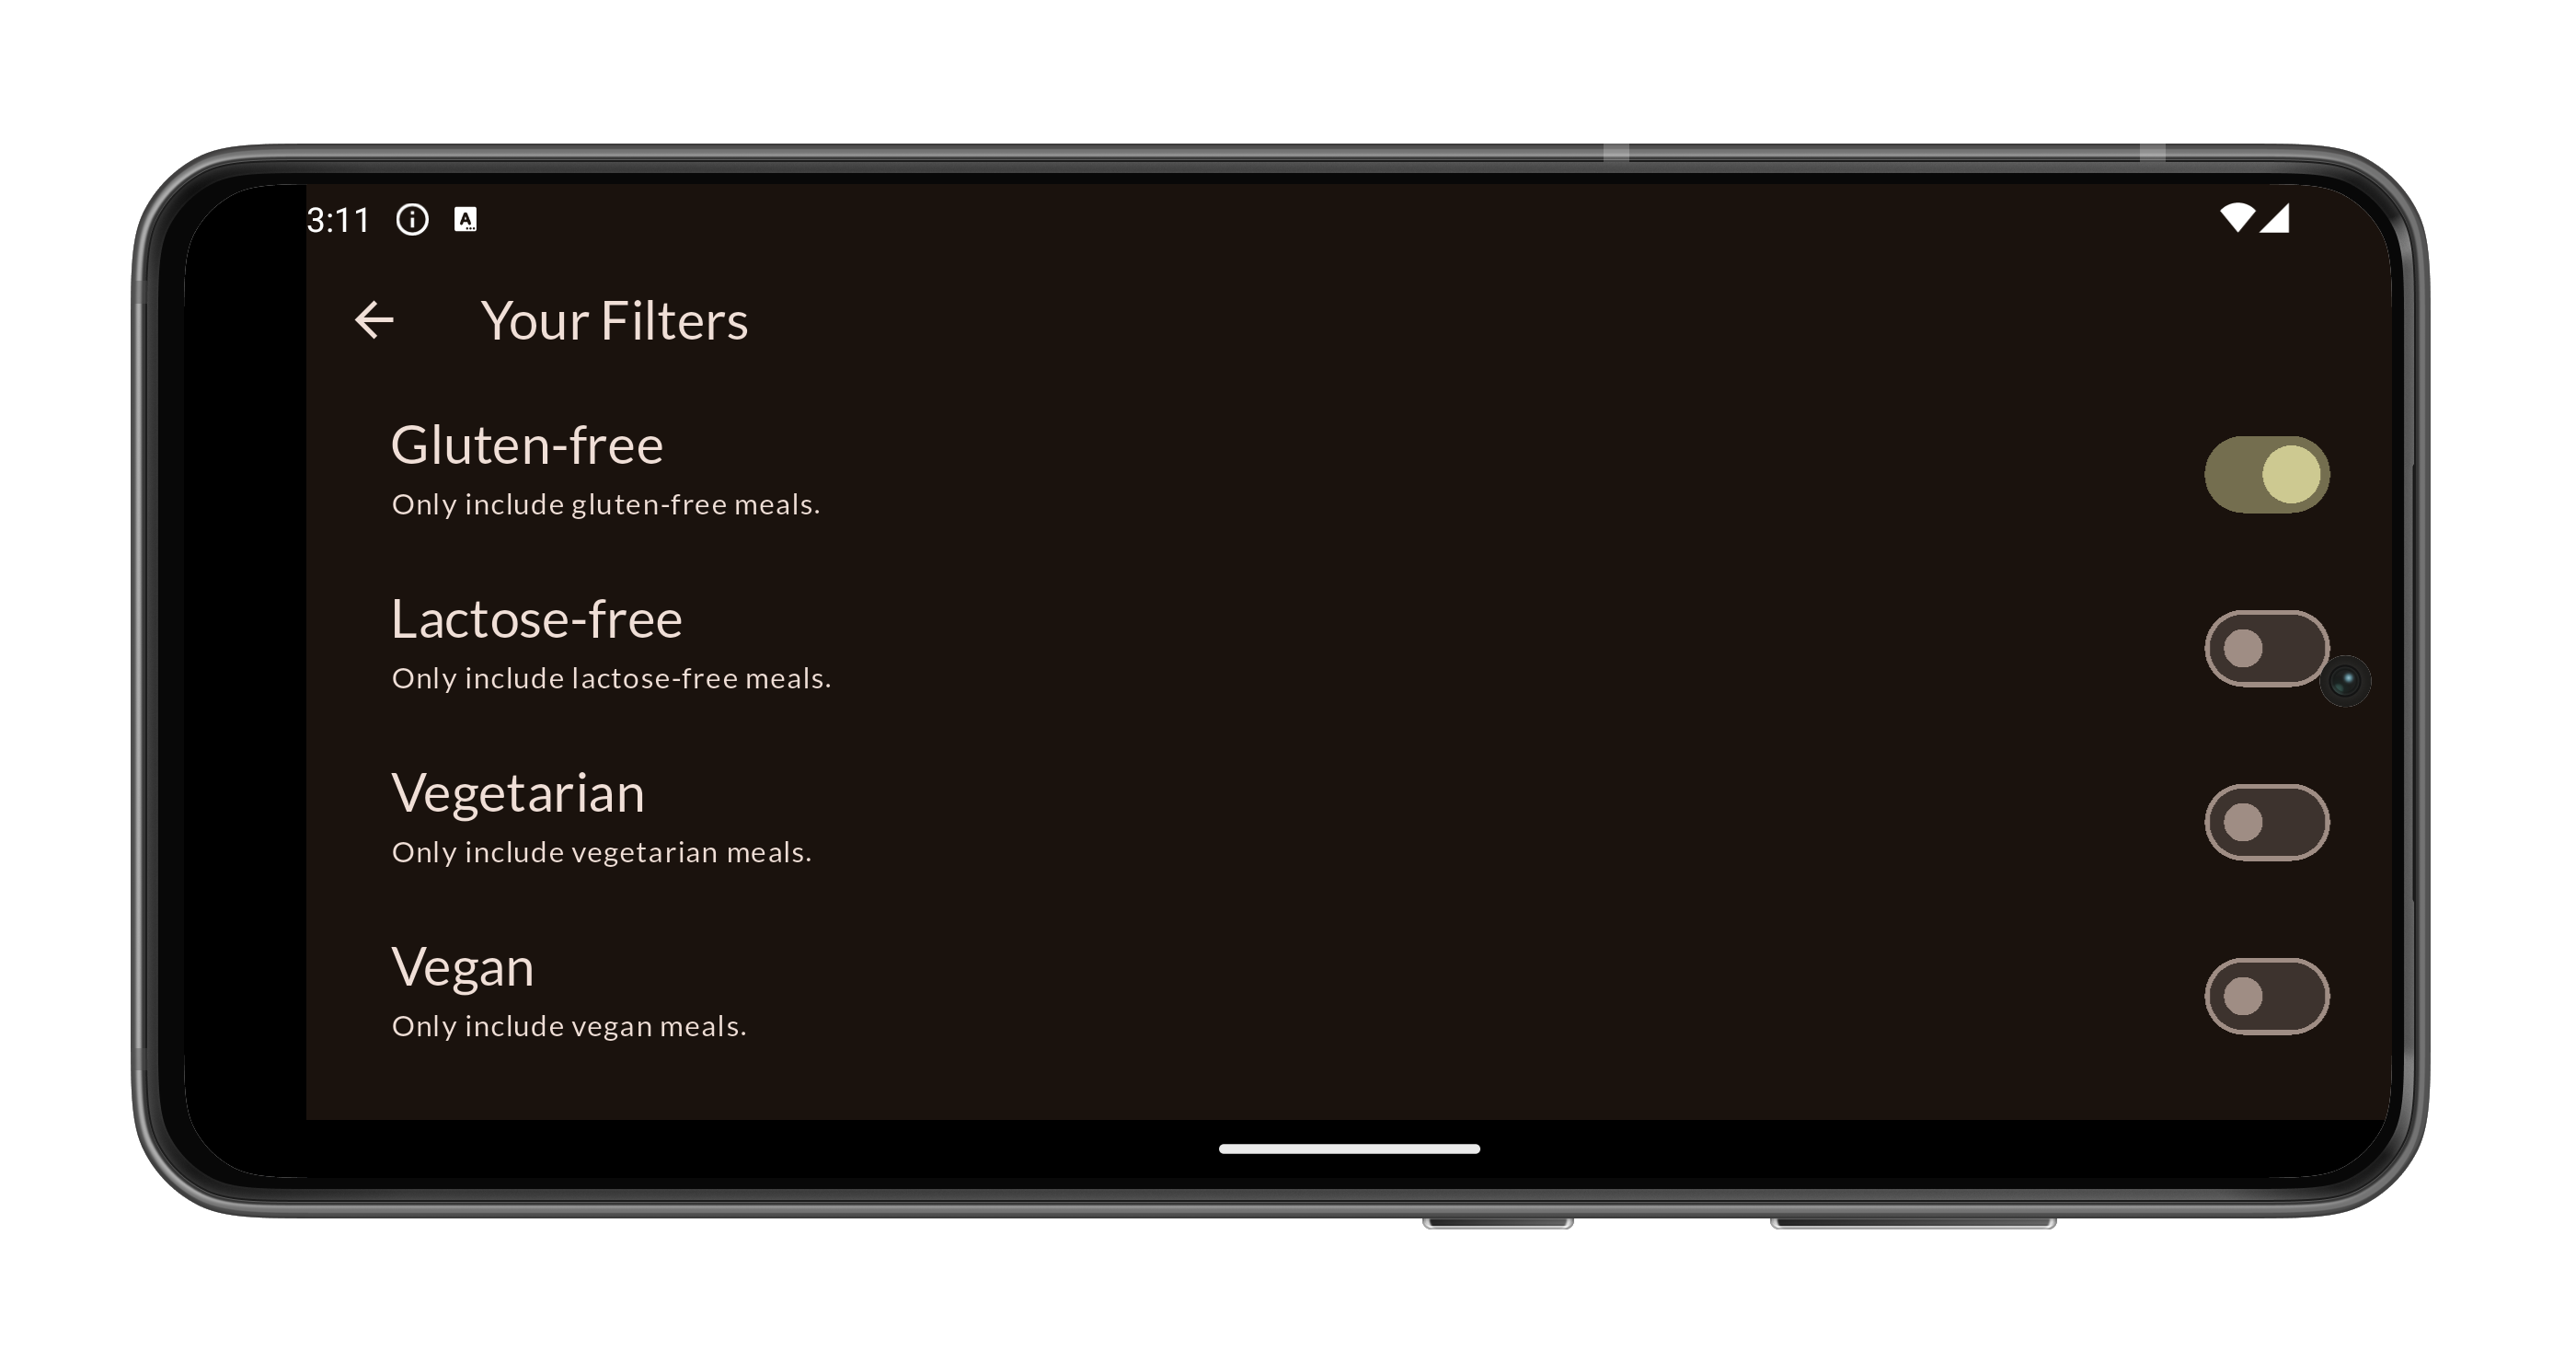 3:11
Your Filters
Gluten-free
Only include gluten-free meals.
Lactose-free
Only include lactose-free meals.
Vegetarian
Only include vegetarian meals.
Vegan
Only include vegan meals.